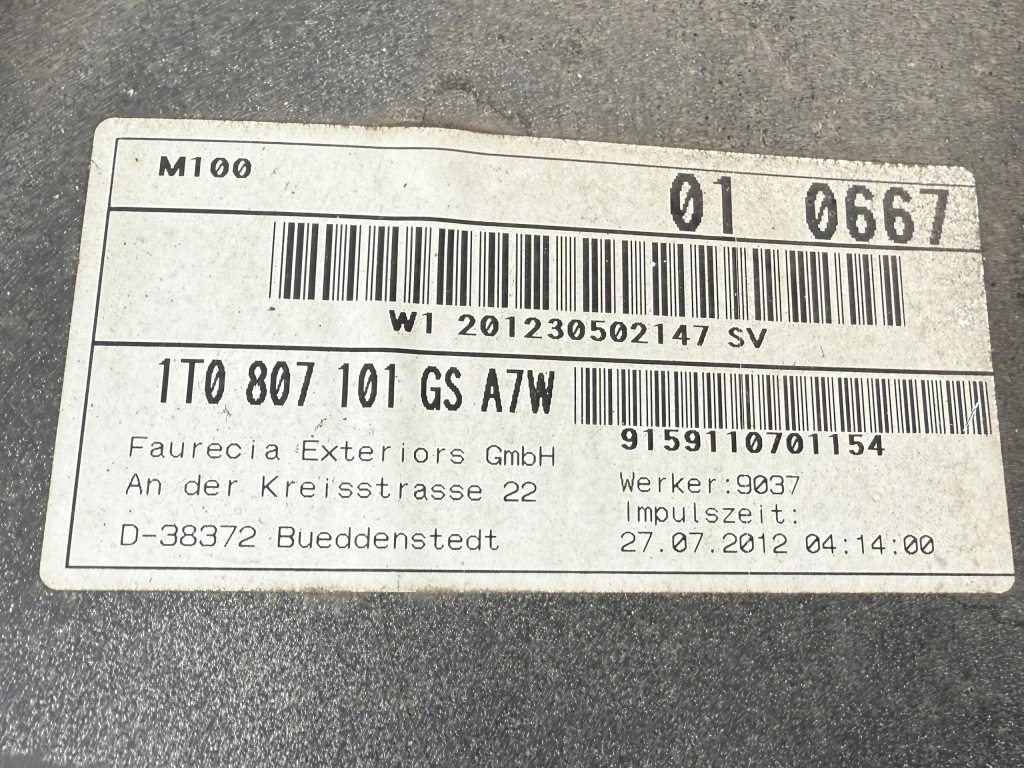 M100
01 0667
W1 201230502147 SV
1T0 807 101 GS A7W
9159110701154
Faurecia Exteriors GmbH
An der Kreisstrasse 22
D-38372 Bueddenstedt
Werker:9037
Impulszeit:
27.07.2012 04:14:00